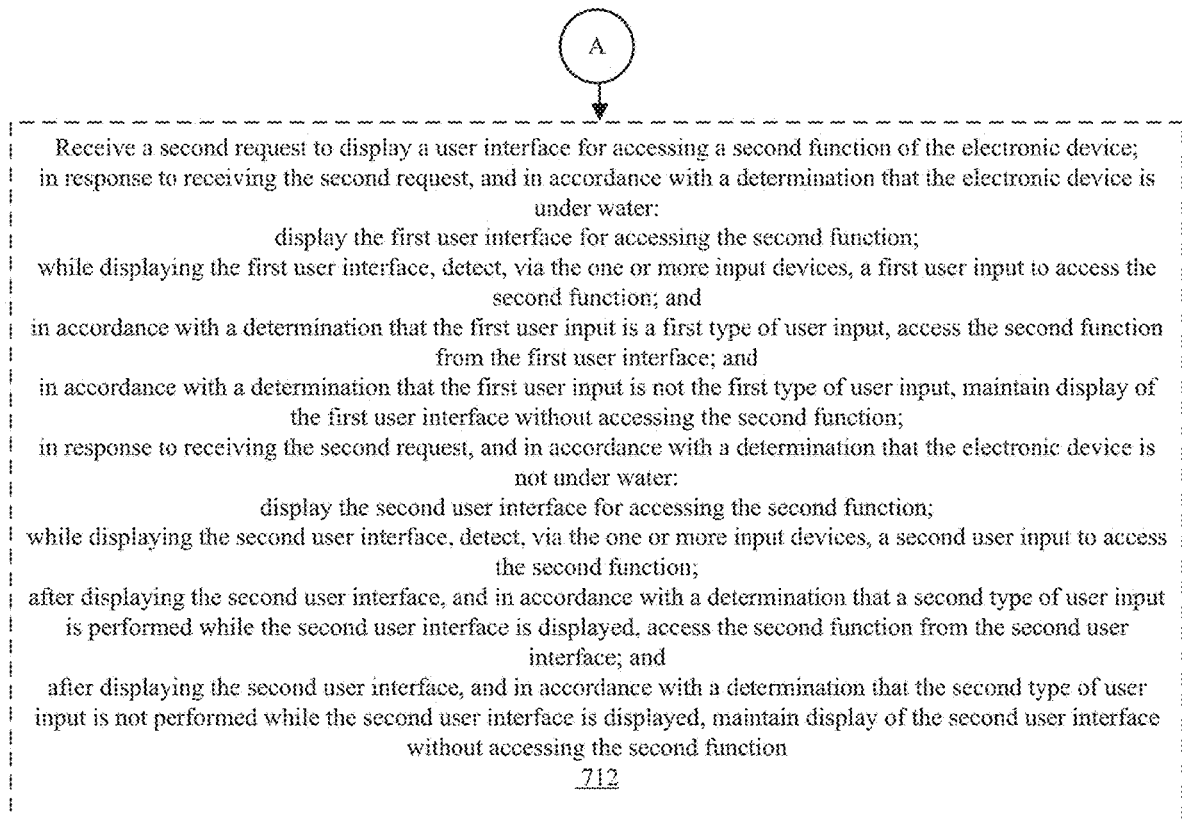 A
Receive a second request to display a user interface for accessing a second function of the electronic device;
in response to receiving the second request, and in accordance with a determination that the electronic device is
under water:
display the first user interface for accessing the second function;
while displaying the first user interface, detect, via the one or more input devices, a first user input to access the
second function; and
in accordance with a determination that the first user input is a first type of user input, access the second function
from the first user interface; and
in accordance with a determination that the first user input is not the first type of user input, maintain display of
the first user interface without accessing the second function;
in response to receiving the second request, and in accordance with a determination that the electronic device is
not under water:
display the second user interface for accessing the second function;
while displaying the second user interface, detect, via the one or more input devices, a second user input to access
the second function;
after displaying the second user interface, and in accordance with a determination that a second type of user input
is performed while the second user interface is displayed, access the second function from the second user
interface; and
after displaying the second user interface, and in accordance with a determination that the second type of user
input is not performed while the second user interface is displayed, maintain display of the second user interface
without accessing the second function
712